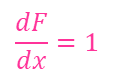 dF/dx = 1